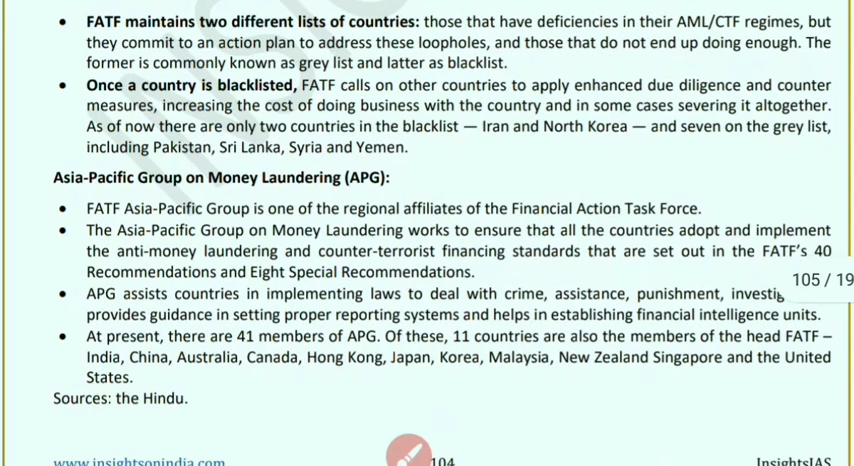 • FATF maintains two different lists of countries: those that have deficiencies in their AML/CTF regimes, but
they commit to an action plan to address these loopholes, and those that do not end up doing enough. The
former is commonly known as grey list and latter as blacklist.
• Once a country is blacklisted, FATF calls on other countries to apply enhanced due diligence and counter
measures, increasing the cost of doing business with the country and in some cases severing it altogether.
As of now there are only two countries in the blacklist — Iran and North Korea — and seven on the grey list,
including Pakistan, Sri Lanka, Syria and Yemen.
Asia-Pacific Group on Money Laundering (APG):
• FATF Asia-Pacific Group is one of the regional affiliates of the Financial Action Task Force.
• The Asia-Pacific Group on Money Laundering works to ensure that all the countries adopt and implement
the anti-money laundering and counter-terrorist financing standards that are set out in the FATF's 40
Recommendations and Eight Special Recommendations.
105 / 19
• APG assists countries in implementing laws to deal with crime, assistance, punishment,
provides guidance in setting proper reporting systems and helps in establishing financial intelligence units.
• At present, there are 41 members of APG. Of these, 11 countries are also the members of the head FATF –
India, China, Australia, Canada, Hong Kong, Japan, Korea, Malaysia, New Zealand Singapore and the United
States.
Sources: the Hindu.
www.insightsonindia.com 104 InsightsIAS